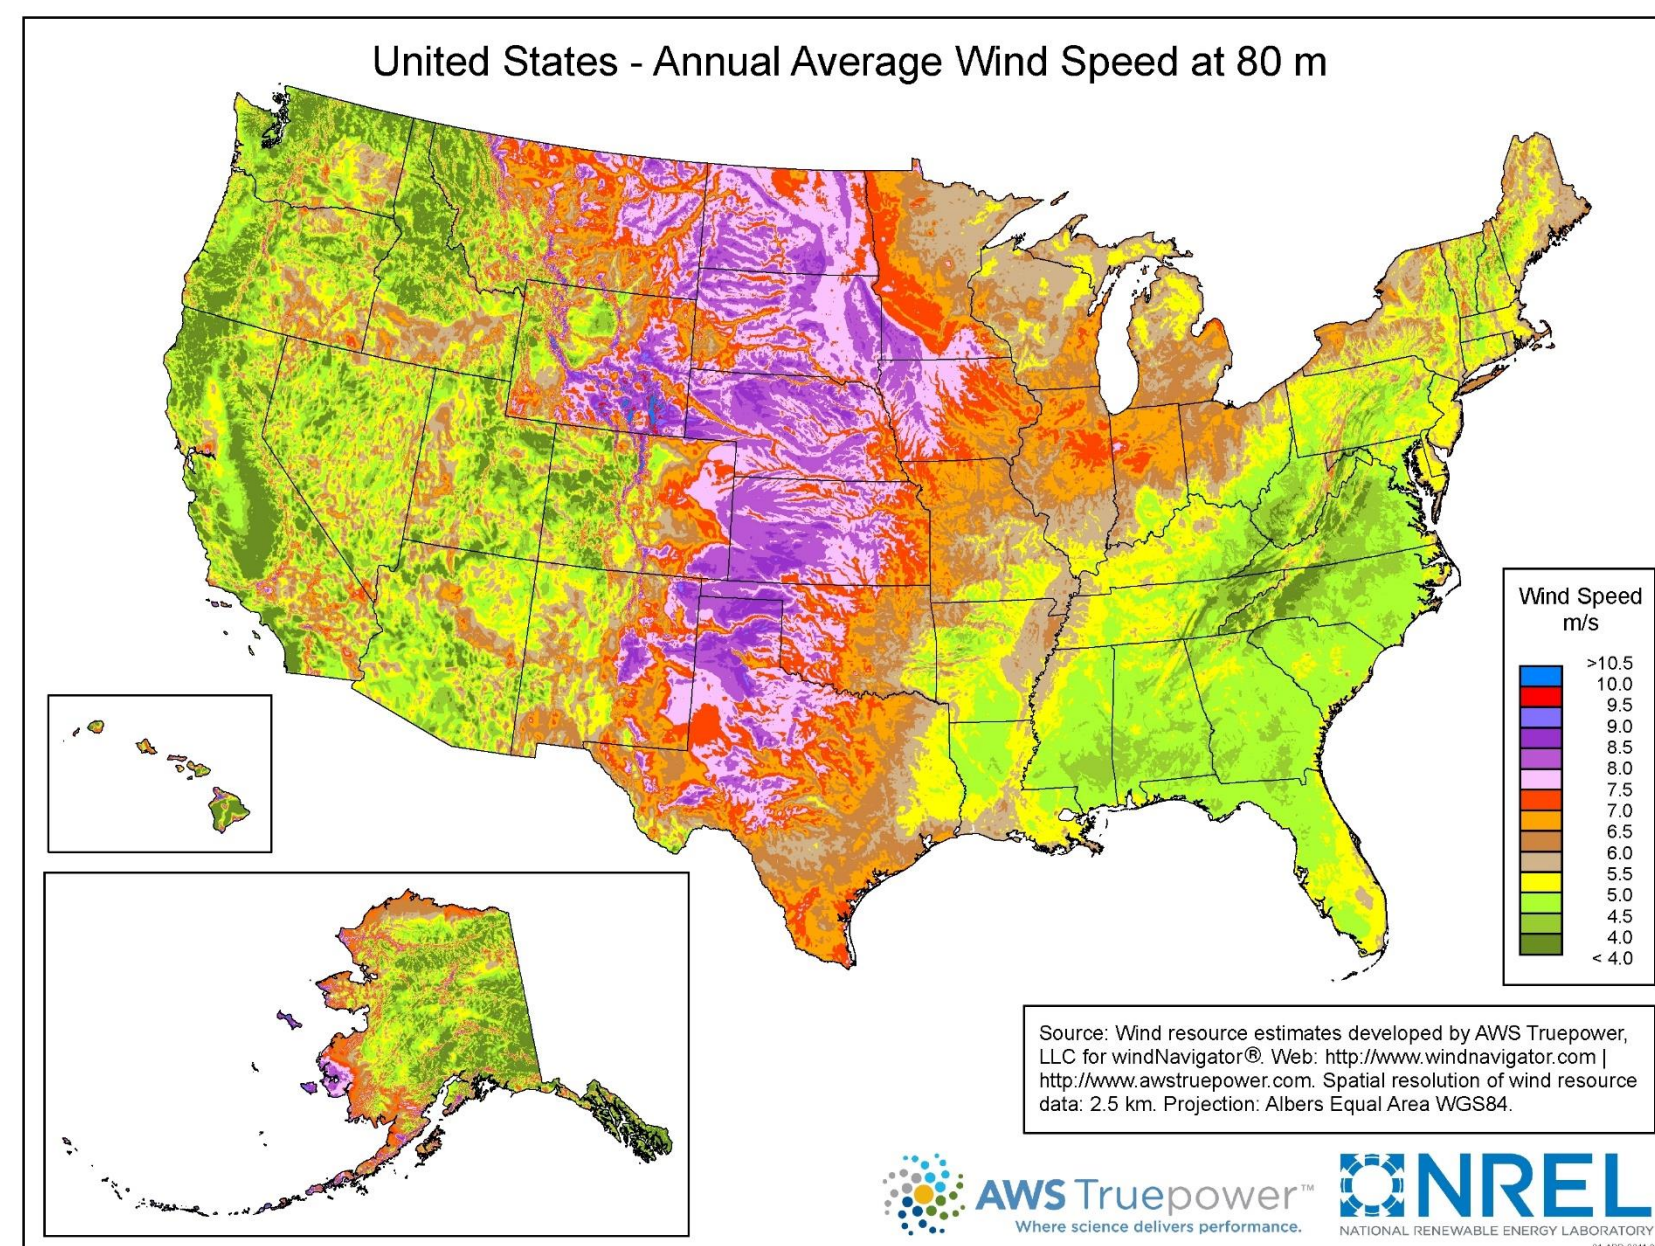 United States - Annual Average Wind Speed at 80 m
Wind Speed
m/s
>10.5
10.0
9.5
9.0
8.5
8.0
7.5
7.0
6.5
6.0
5.5
5.0
4.5
4.0
< 4.0
Source: Wind resource estimates developed by AWS Truepower,
LLC for windNavigator®. Web: http://www.windnavigator.com |
http://www.awstruepower.com. Spatial resolution of wind resource
data: 2.5 km. Projection: Albers Equal Area WGS84.
AWS Truepower™
Where science delivers performance.
NREL
NATIONAL RENEWABLE ENERGY LABORATORY